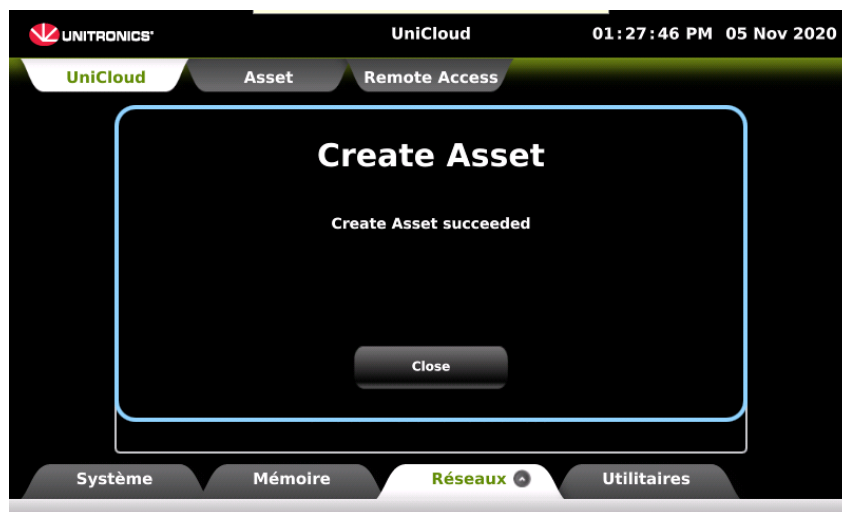 UNITRONICS UniCloud 01:27:46 PM 05 Nov 2020
UniCloud Asset Remote Access
Create Asset
Create Asset succeeded
Close
Système Mémoire Réseaux Utilitaires